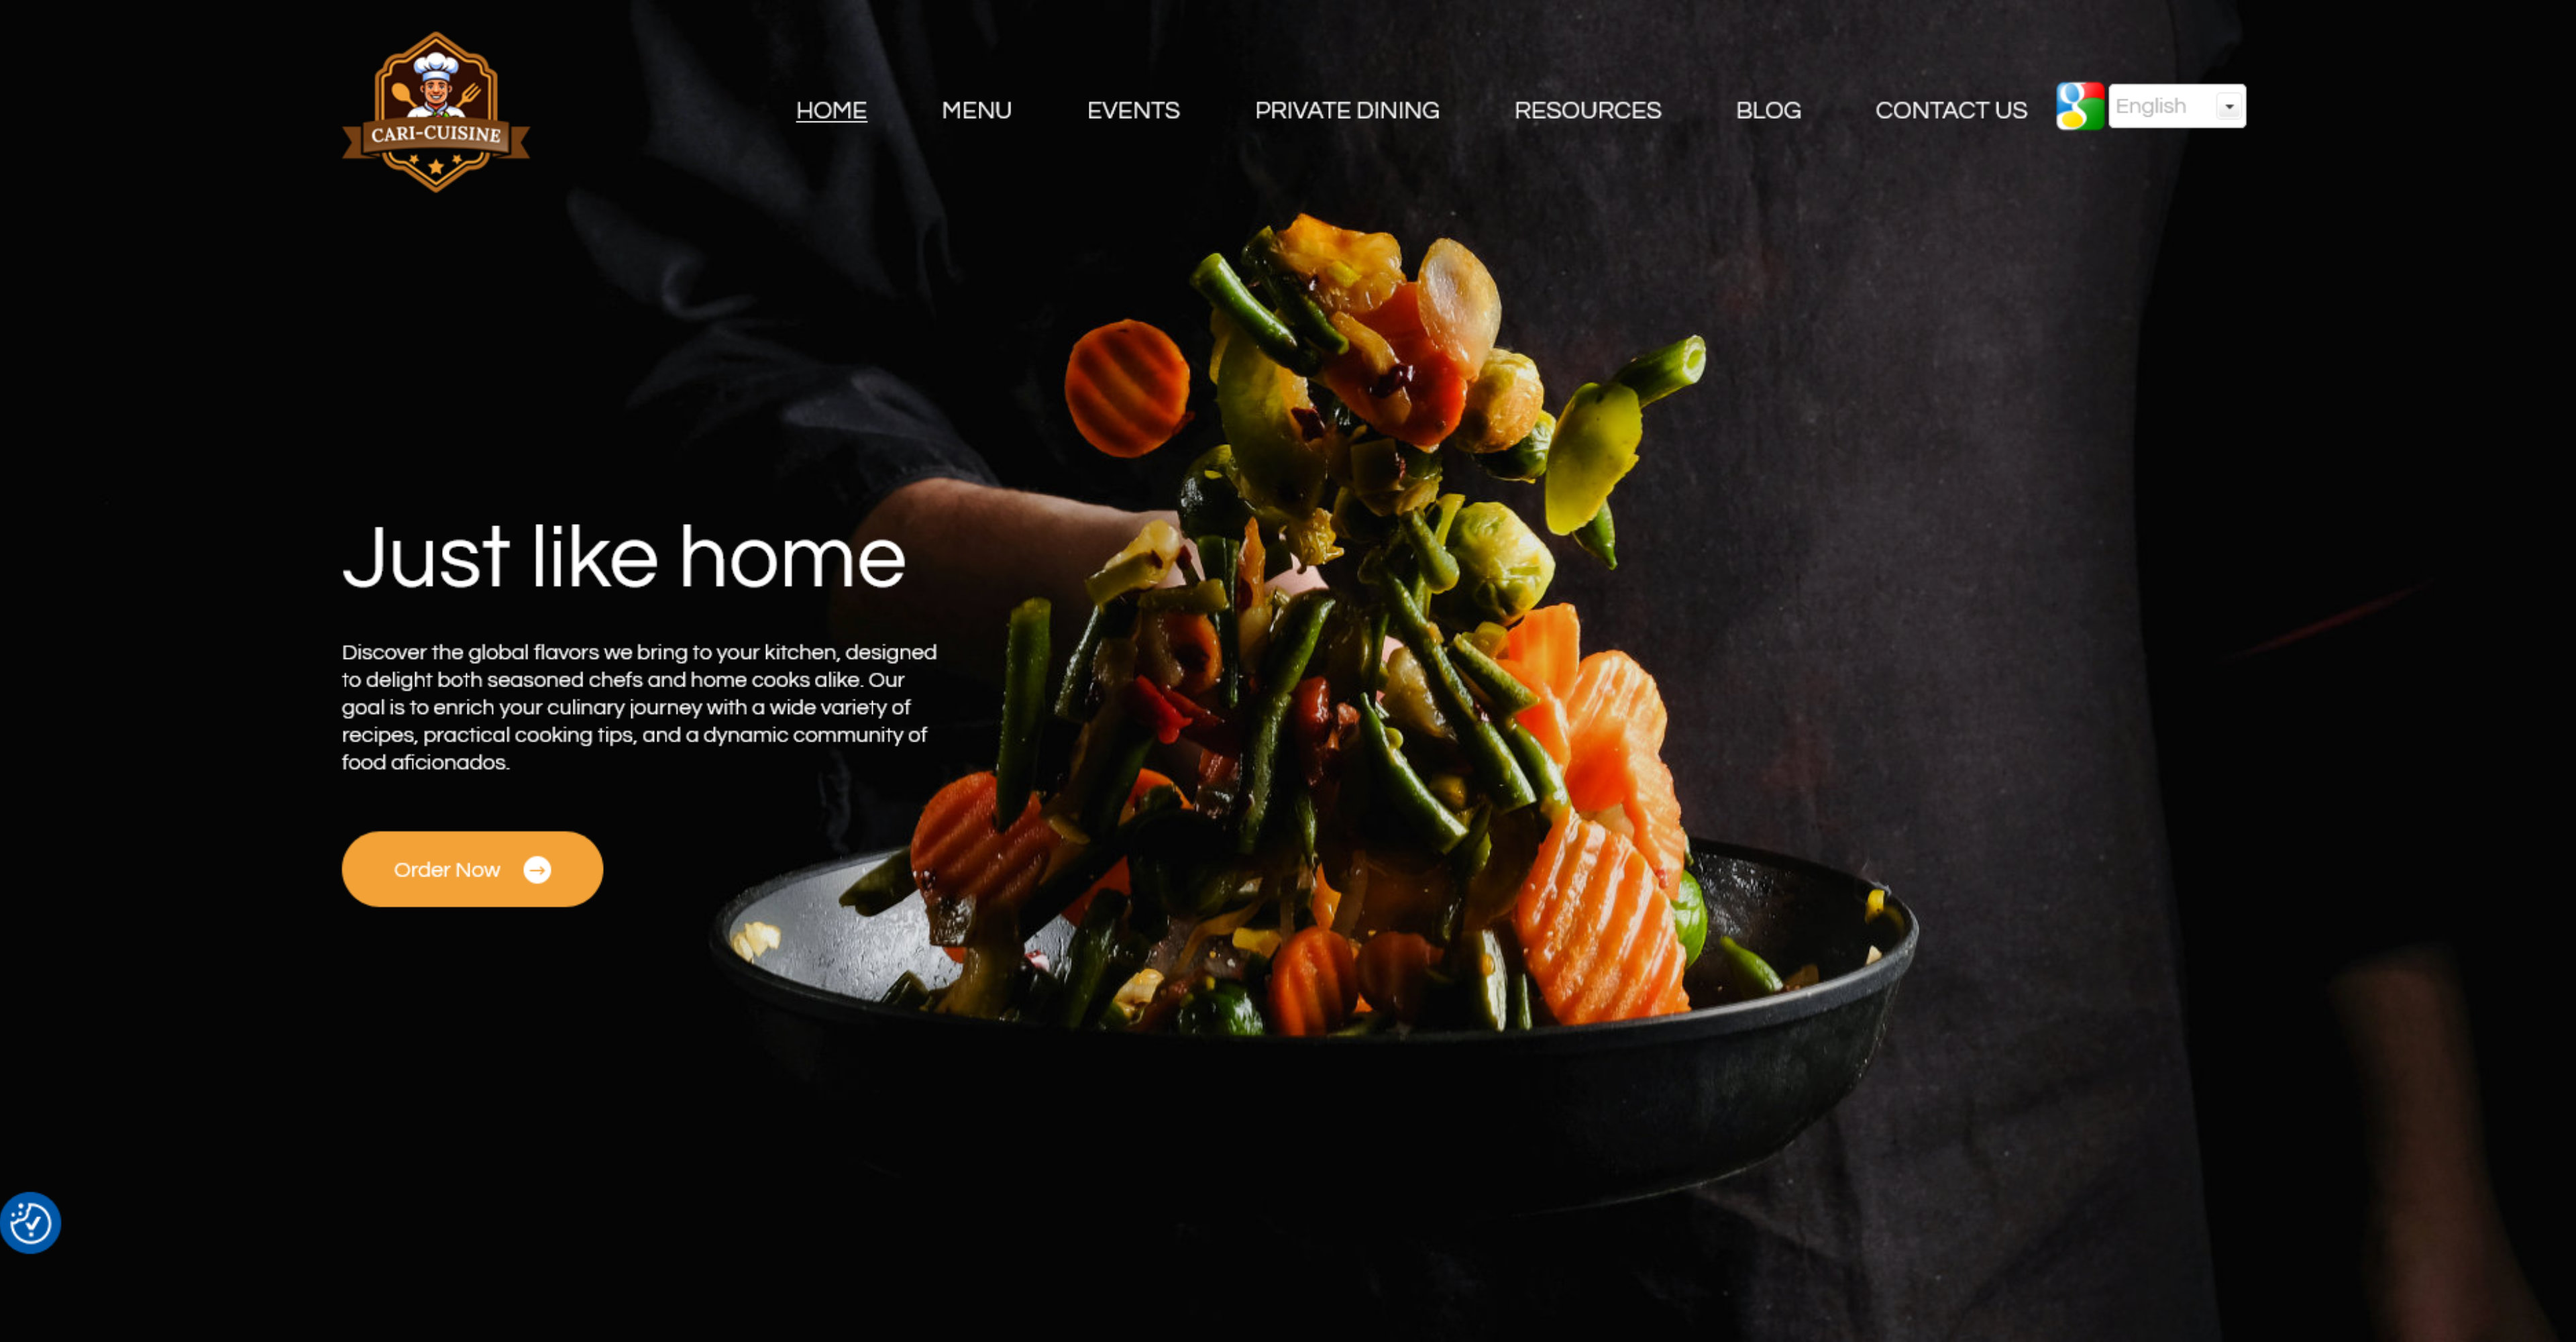 CARI-CUISINE
HOME MENU EVENTS PRIVATE DINING RESOURCES BLOG CONTACT US English
Just like home
Discover the global flavors we bring to your kitchen, designed
to delight both seasoned chefs and home cooks alike. Our
goal is to enrich your culinary journey with a wide variety of
recipes, practical cooking tips, and a dynamic community of
food aficionados.
Order Now